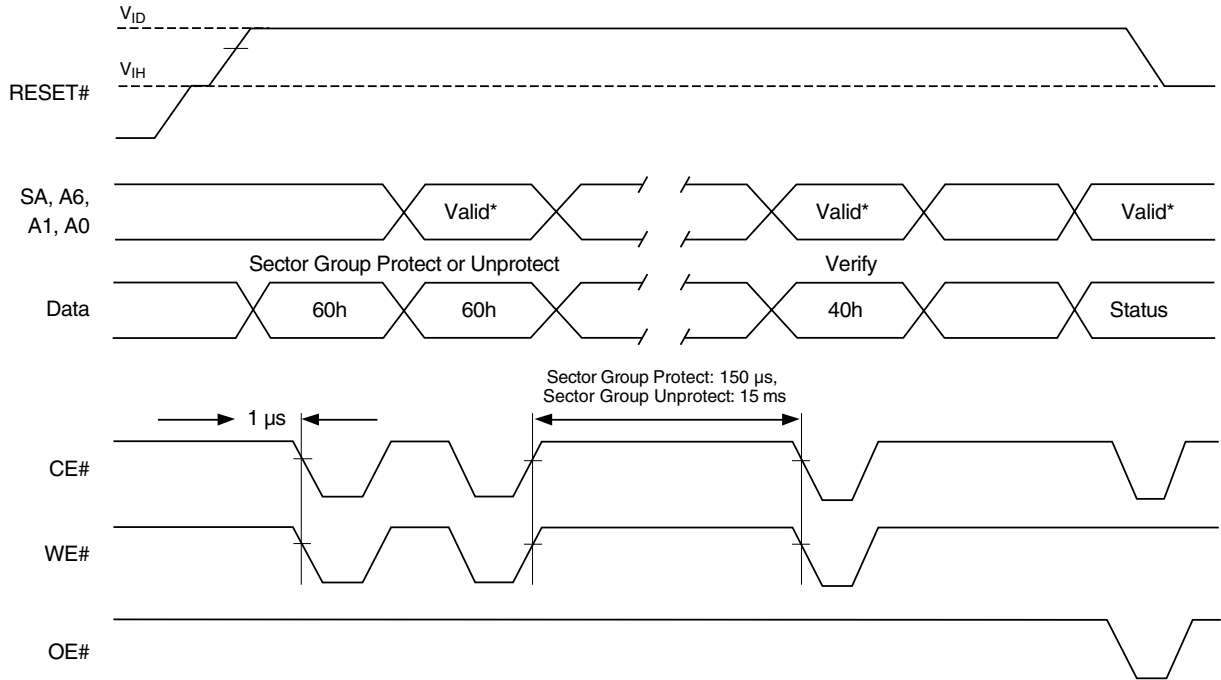 VID
VIH
RESET#
SA, A6,
A1, A0
Valid*
Valid*
Valid*
Sector Group Protect or Unprotect
Verify
Data
60h
60h
40h
Status
Sector Group Protect: 150 µs,
Sector Group Unprotect: 15 ms
1 µs
CE#
WE#
OE#